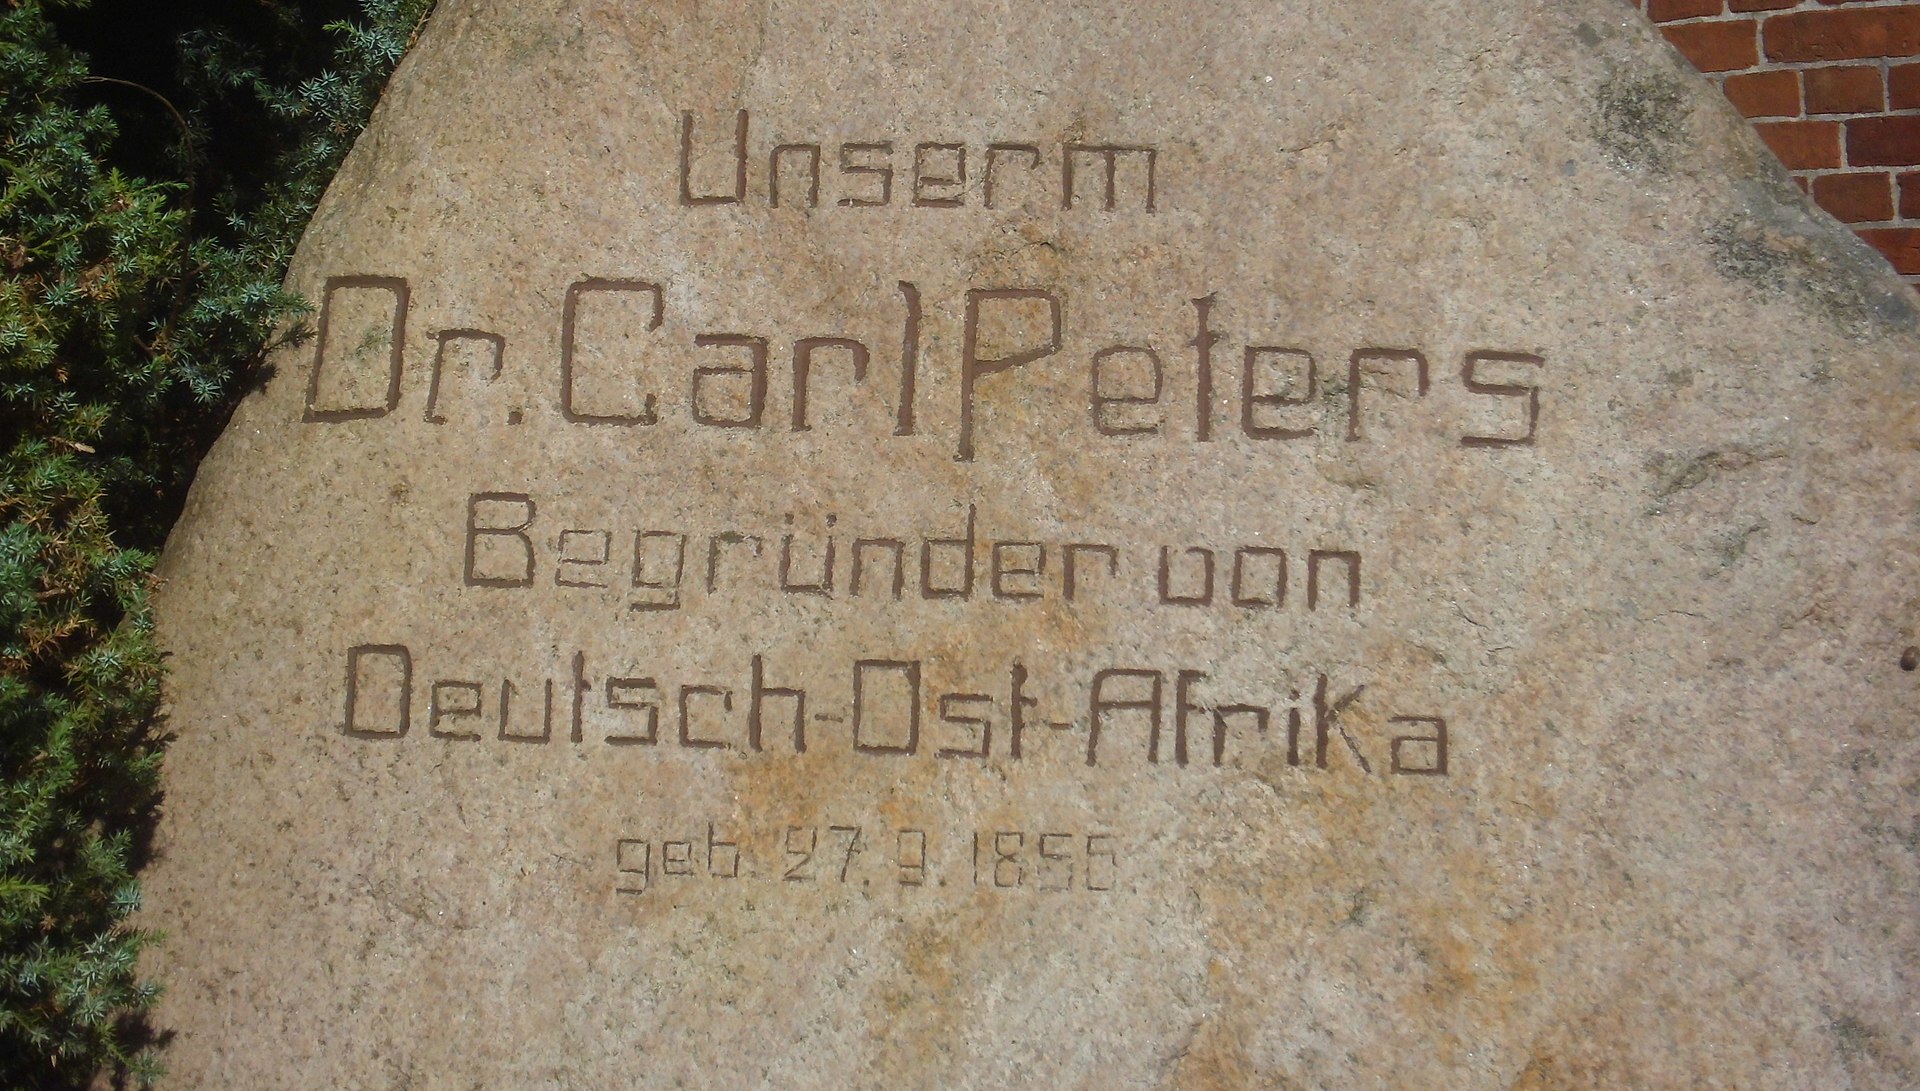 Unserm
Dr. Carl Peters
Begründer von
Deutsch-Ost-Afrika
geb. 27. 9. 1856.